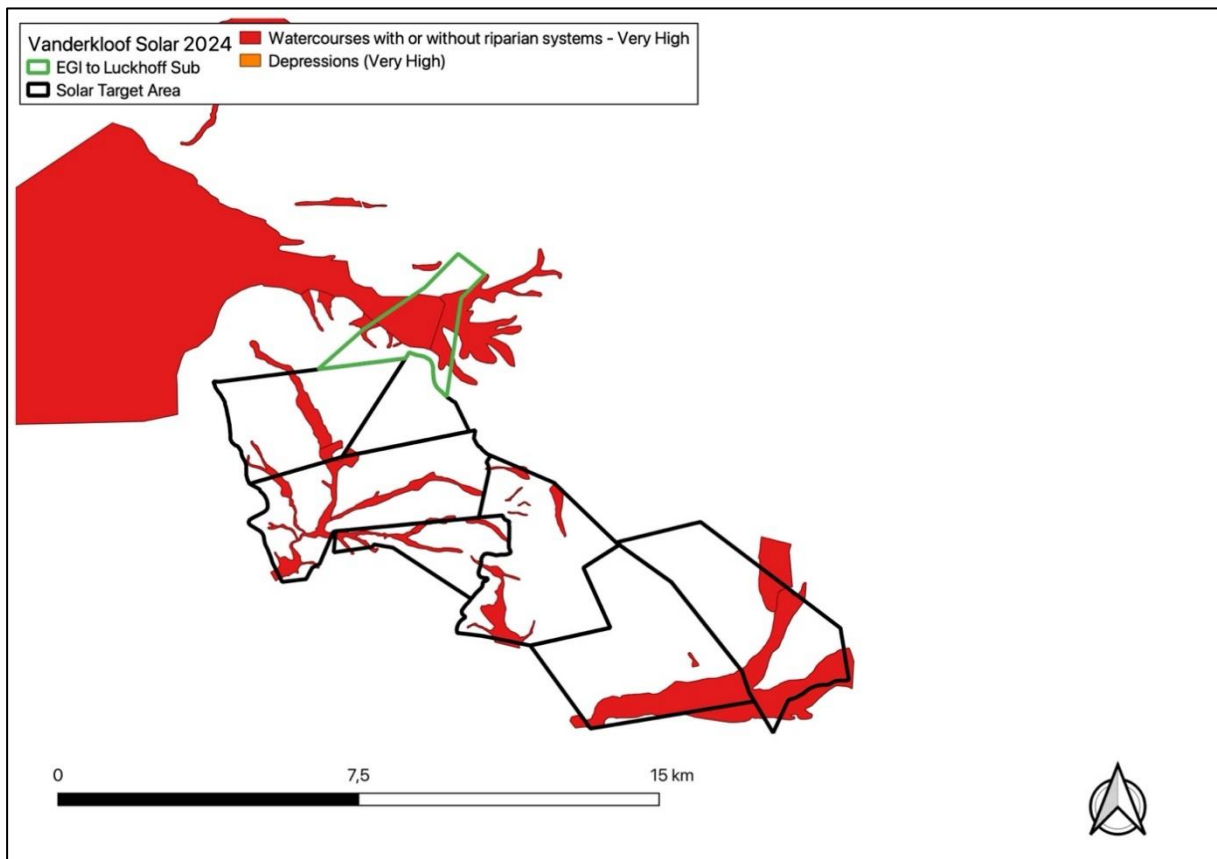 Vanderkloof Solar 2024
EGI to Luckhoff Sub
Solar Target Area
Watercourses with or without riparian systems - Very High
Depressions (Very High)
0 7,5 15 km